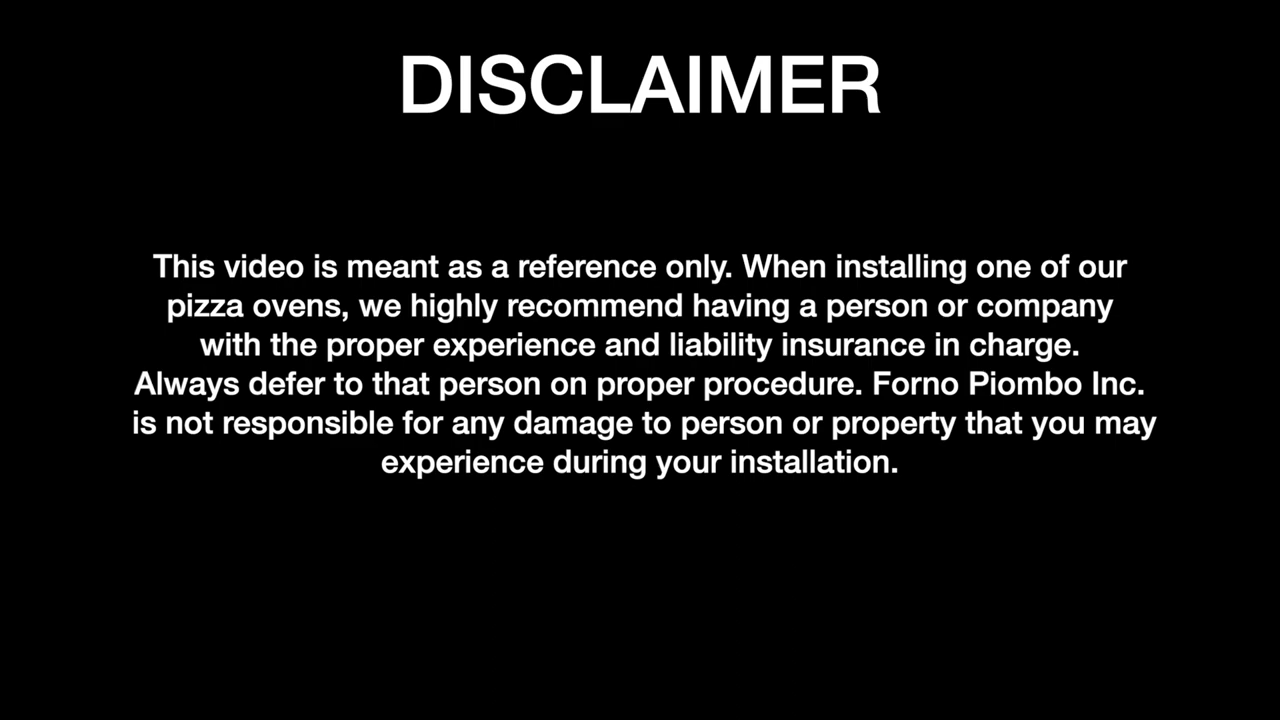 DISCLAIMER
This video is meant as a reference only. When installing one of our
pizza ovens, we highly recommend having a person or company
with the proper experience and liability insurance in charge.
Always defer to that person on proper procedure. Forno Piombo Inc.
is not responsible for any damage to person or property that you may
experience during your installation.